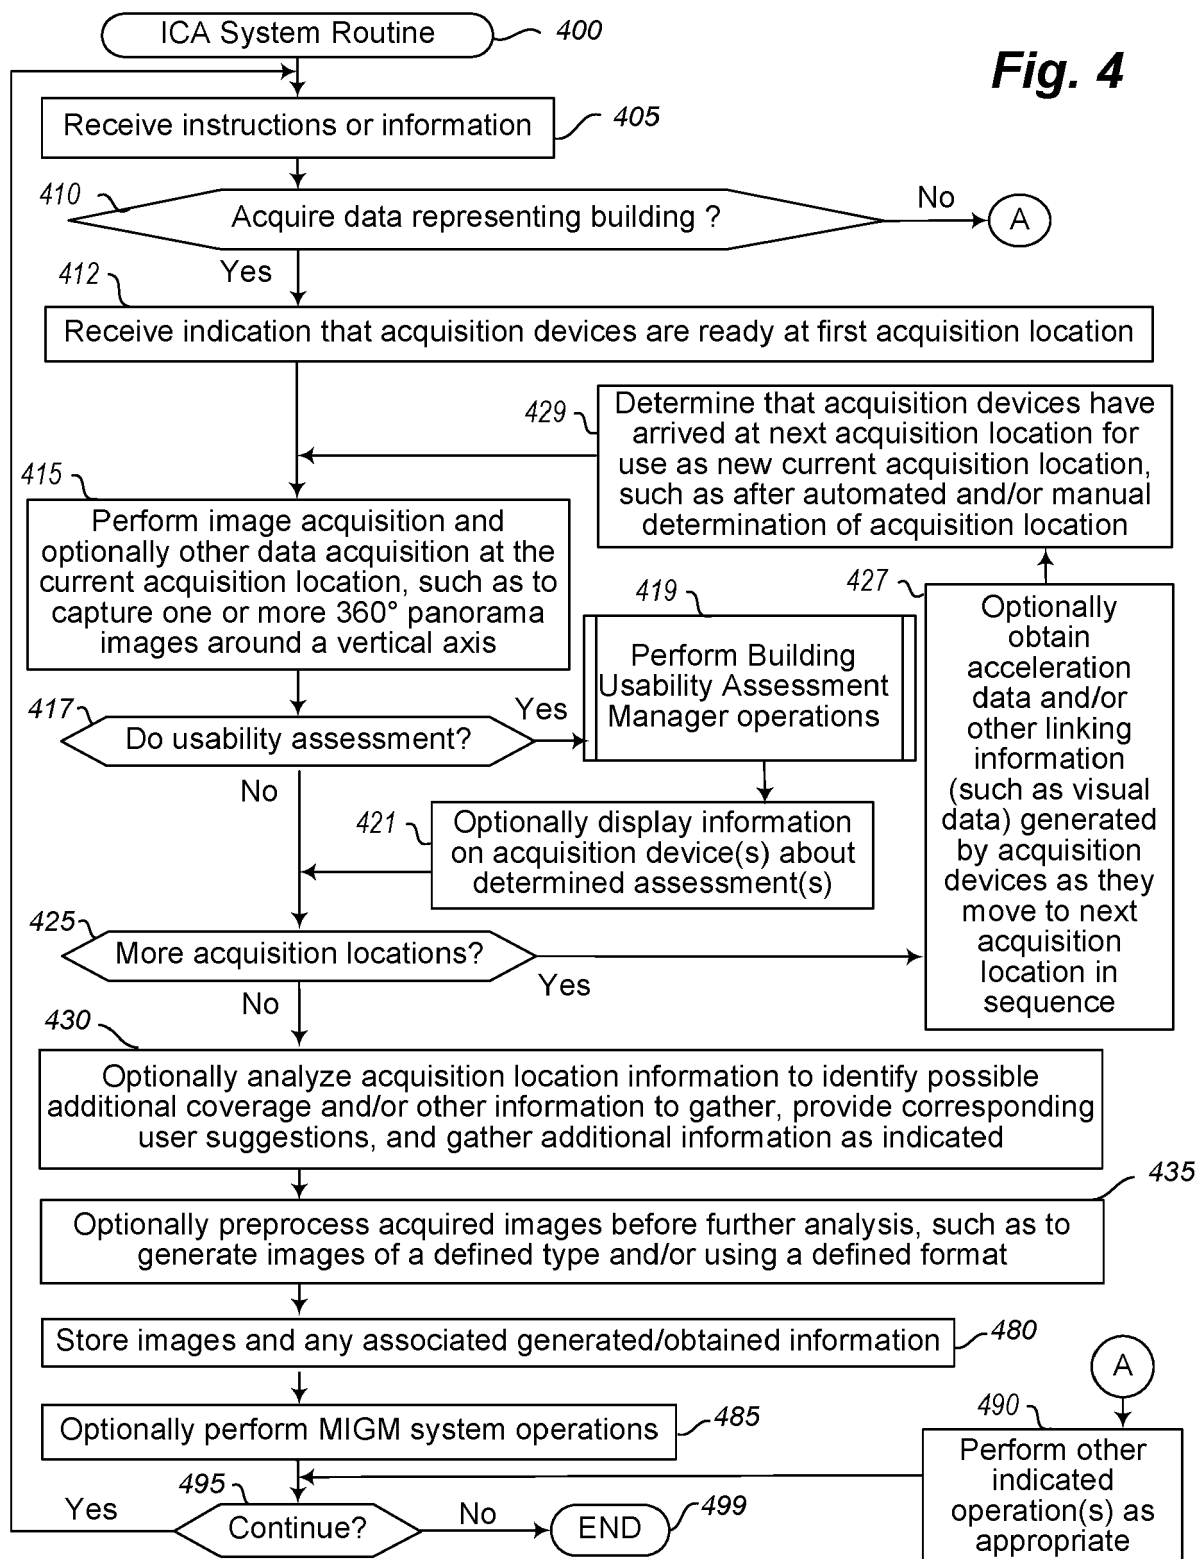 ICA System Routine
400
Fig. 4
Receive instructions or information
405
410
Acquire data representing building ?
No
A
Yes
412
Receive indication that acquisition devices are ready at first acquisition location
429
Determine that acquisition devices have
arrived at next acquisition location for
use as new current acquisition location,
such as after automated and/or manual
determination of acquisition location
415
Perform image acquisition and
optionally other data acquisition at the
current acquisition location, such as to
capture one or more 360° panorama
images around a vertical axis
427
Optionally
obtain
acceleration
data and/or
other linking
information
(such as visual
data) generated
by acquisition
devices as they
move to next
acquisition
location in
sequence
419
Perform Building
Usability Assessment
Manager operations
417
Do usability assessment?
Yes
No
421
Optionally display information
on acquisition device(s) about
determined assessment(s)
425
More acquisition locations?
Yes
No
430
Optionally analyze acquisition location information to identify possible
additional coverage and/or other information to gather, provide corresponding
user suggestions, and gather additional information as indicated
435
Optionally preprocess acquired images before further analysis, such as to
generate images of a defined type and/or using a defined format
Store images and any associated generated/obtained information
480
A
Optionally perform MIGM system operations
485
490
Perform other
indicated
operation(s) as
appropriate
495
Yes
Continue?
No
END
499